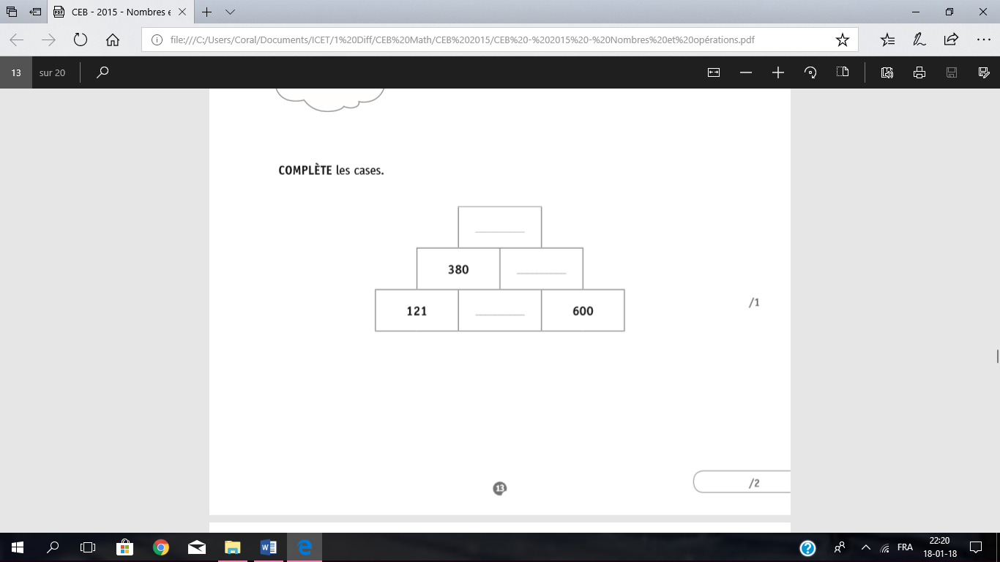 CEB - 2015 - Nombres e
file:///C:/Users/Coral/Documents/ICET/1%20Diff/CEB%20Math/CEB%202015/CEB%20-%202015%20-%20Nombres%20et%20opérations.pdf
13 sur 20
COMPLÈTE les cases.
380
121 600
/1
13
/2
FRA
22:20
18-01-18